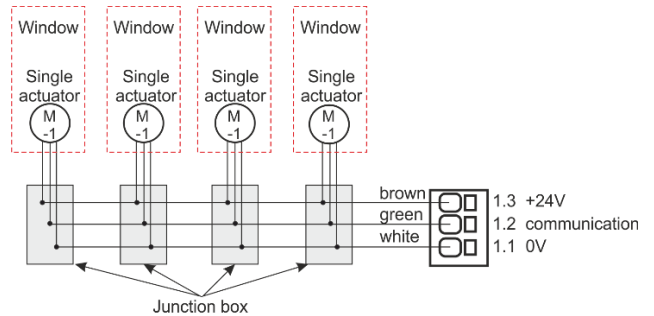 Window Window Window Window
Single actuator Single actuator Single actuator Single actuator
M -1 M -1 M -1 M -1
brown 1.3 +24V
green 1.2 communication
white 1.1 0V
Junction box